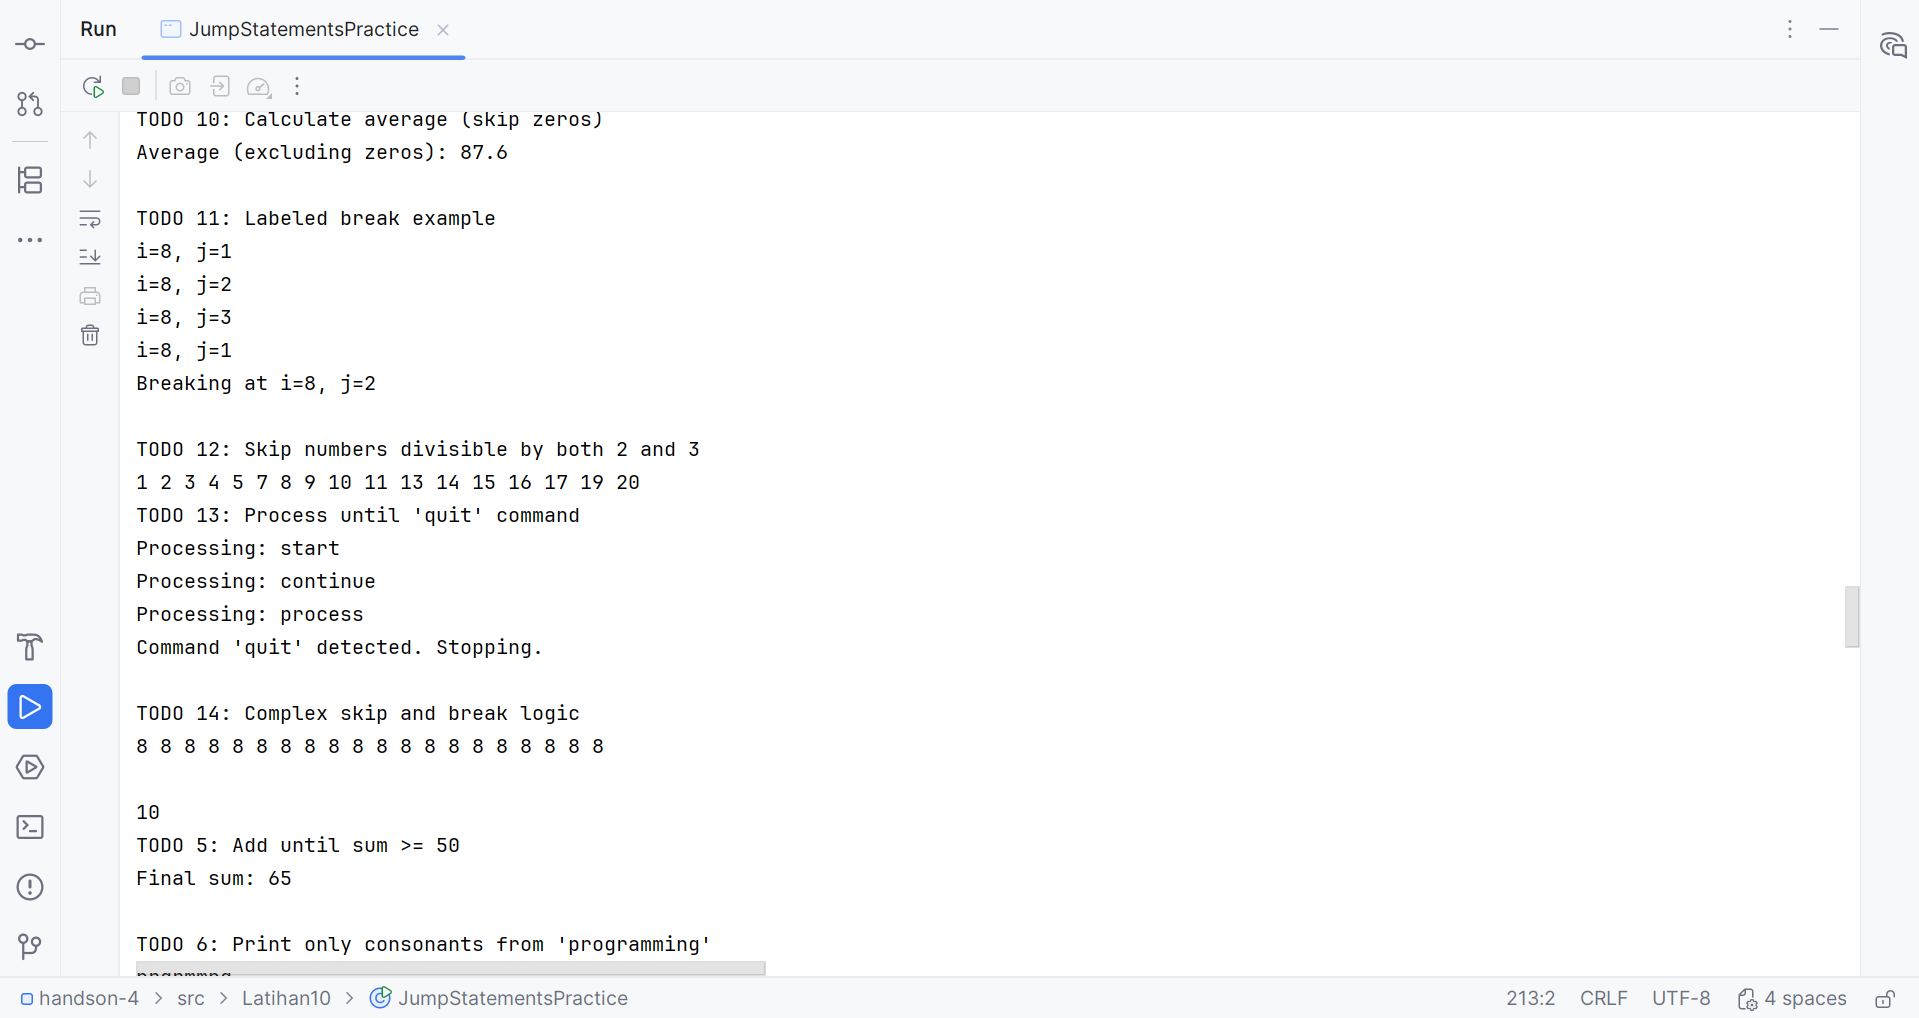 Run
JumpStatementsPractice
TODO 10: Calculate average (skip zeros)
Average (excluding zeros): 87.6
TODO 11: Labeled break example
i=8, j=1
i=8, j=2
i=8, j=3
i=8, j=1
Breaking at i=8, j=2
TODO 12: Skip numbers divisible by both 2 and 3
1 2 3 4 5 7 8 9 10 11 13 14 15 16 17 19 20
TODO 13: Process until 'quit' command
Processing: start
Processing: continue
Processing: process
Command 'quit' detected. Stopping.
TODO 14: Complex skip and break logic
8 8 8 8 8 8 8 8 8 8 8 8 8 8 8 8 8 8 8 8
10
TODO 5: Add until sum >= 50
Final sum: 65
TODO 6: Print only consonants from 'programming'
handson-4 > src > Latihan10 > JumpStatementsPractice
213:2 CRLF UTF-8 4 spaces